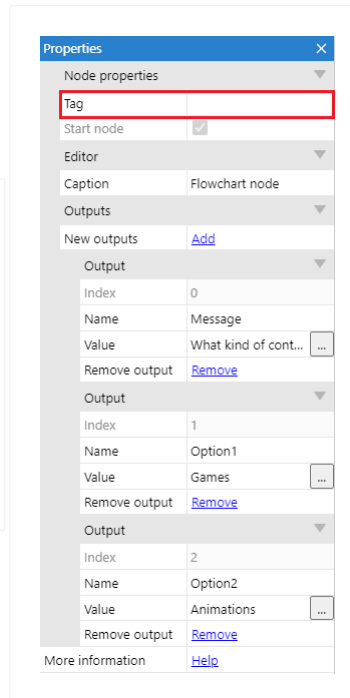 Properties
Node properties
Tag
Start node
Editor
Caption Flowchart node
Outputs
New outputs Add
Output
Index 0
Name Message
Value What kind of cont... ...
Remove output Remove
Output
Index 1
Name Option1
Value Games ...
Remove output Remove
Output
Index 2
Name Option2
Value Animations ...
Remove output Remove
More information Help